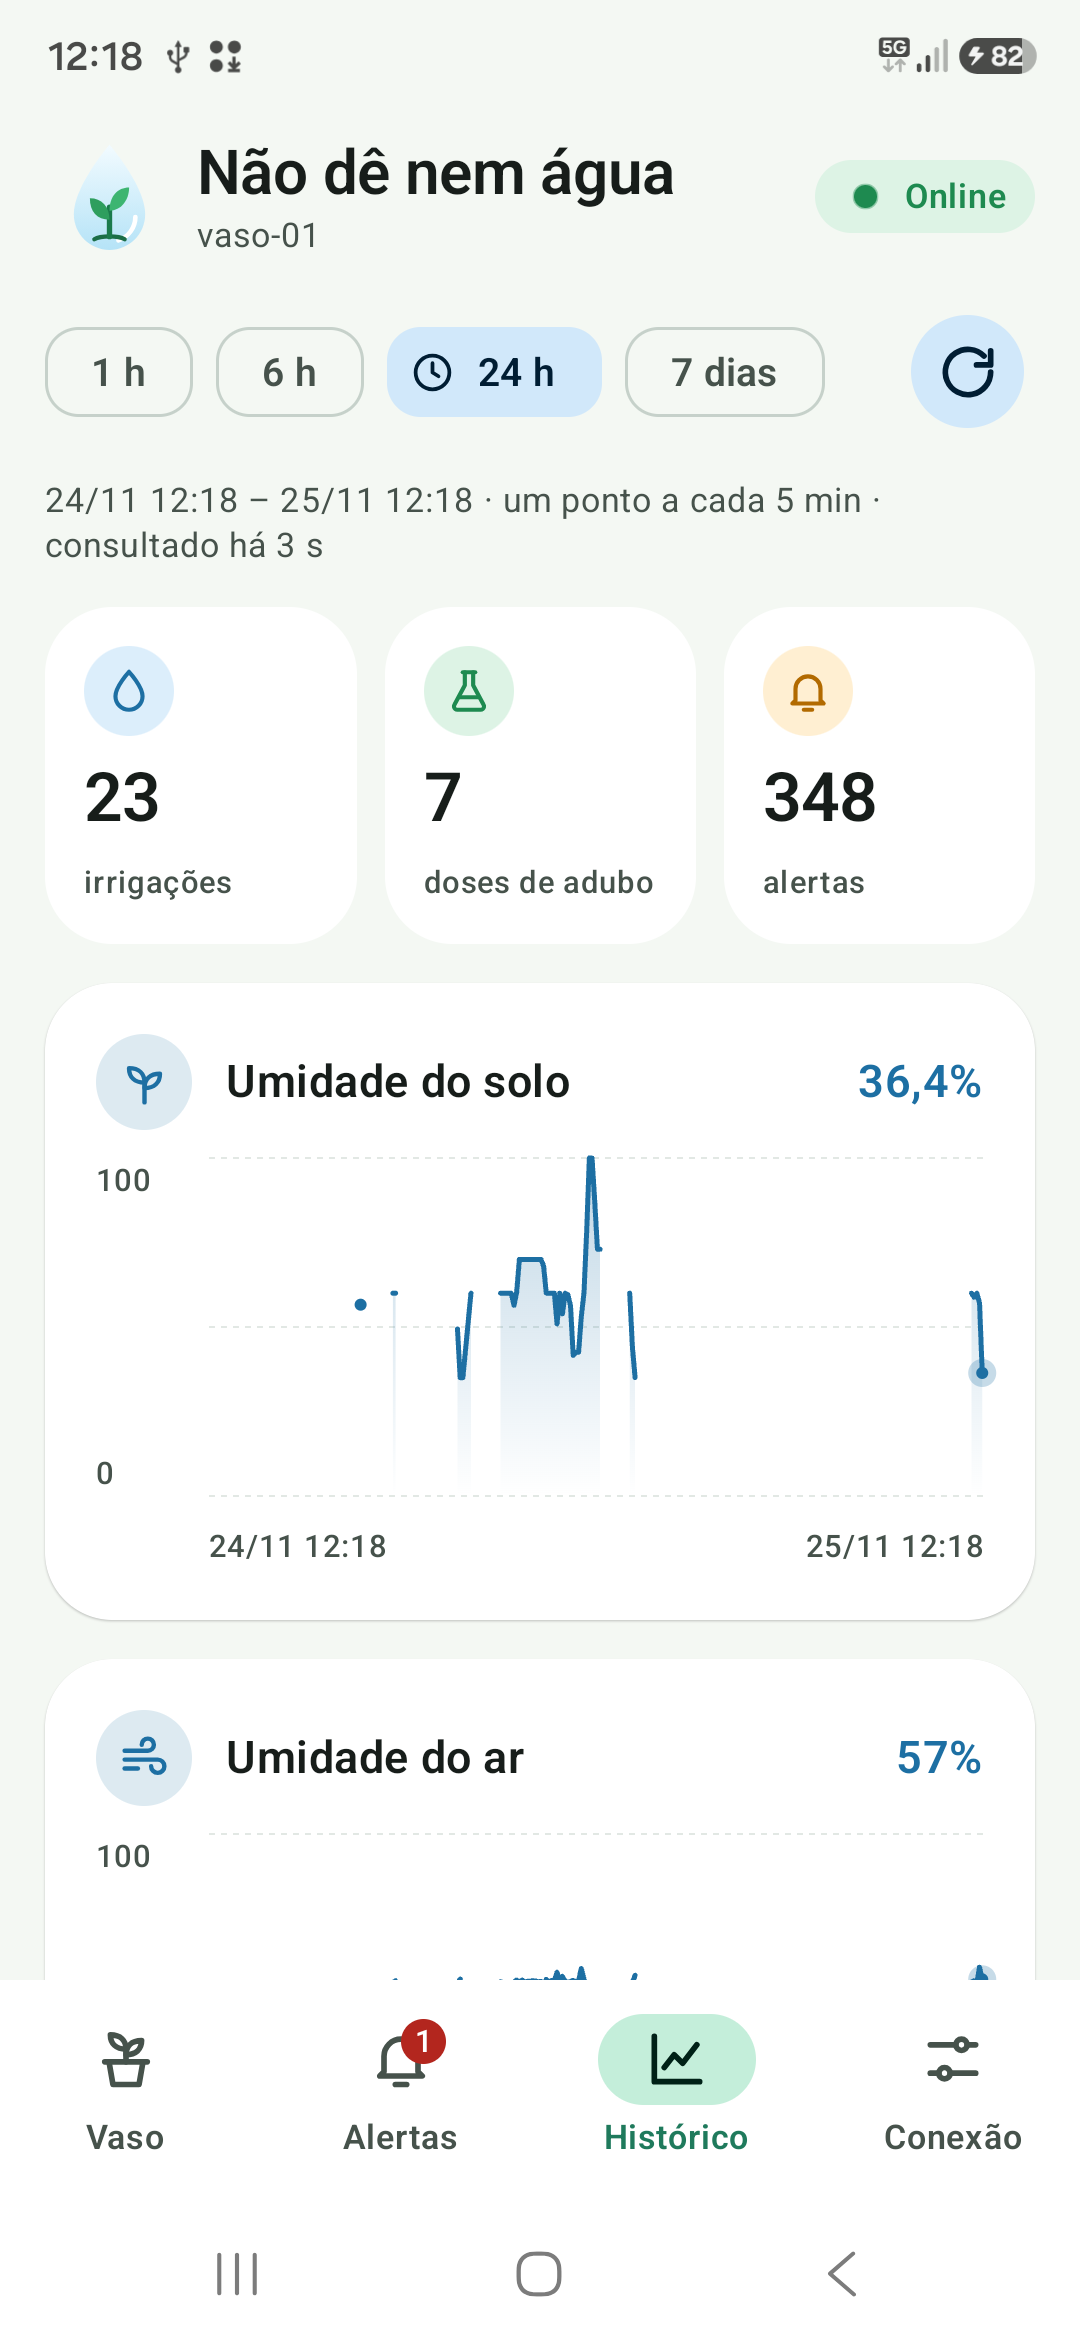 12:18
5G
82
Não dê nem água
vaso-01
Online
1 h
6 h
24 h
7 dias
24/11 12:18 – 25/11 12:18 · um ponto a cada 5 min ·
consultado há 3 s
23
irrigações
7
doses de adubo
348
alertas
Umidade do solo
36,4%
100
0
24/11 12:18
25/11 12:18
Umidade do ar
57%
100
Vaso
1
Alertas
Histórico
Conexão